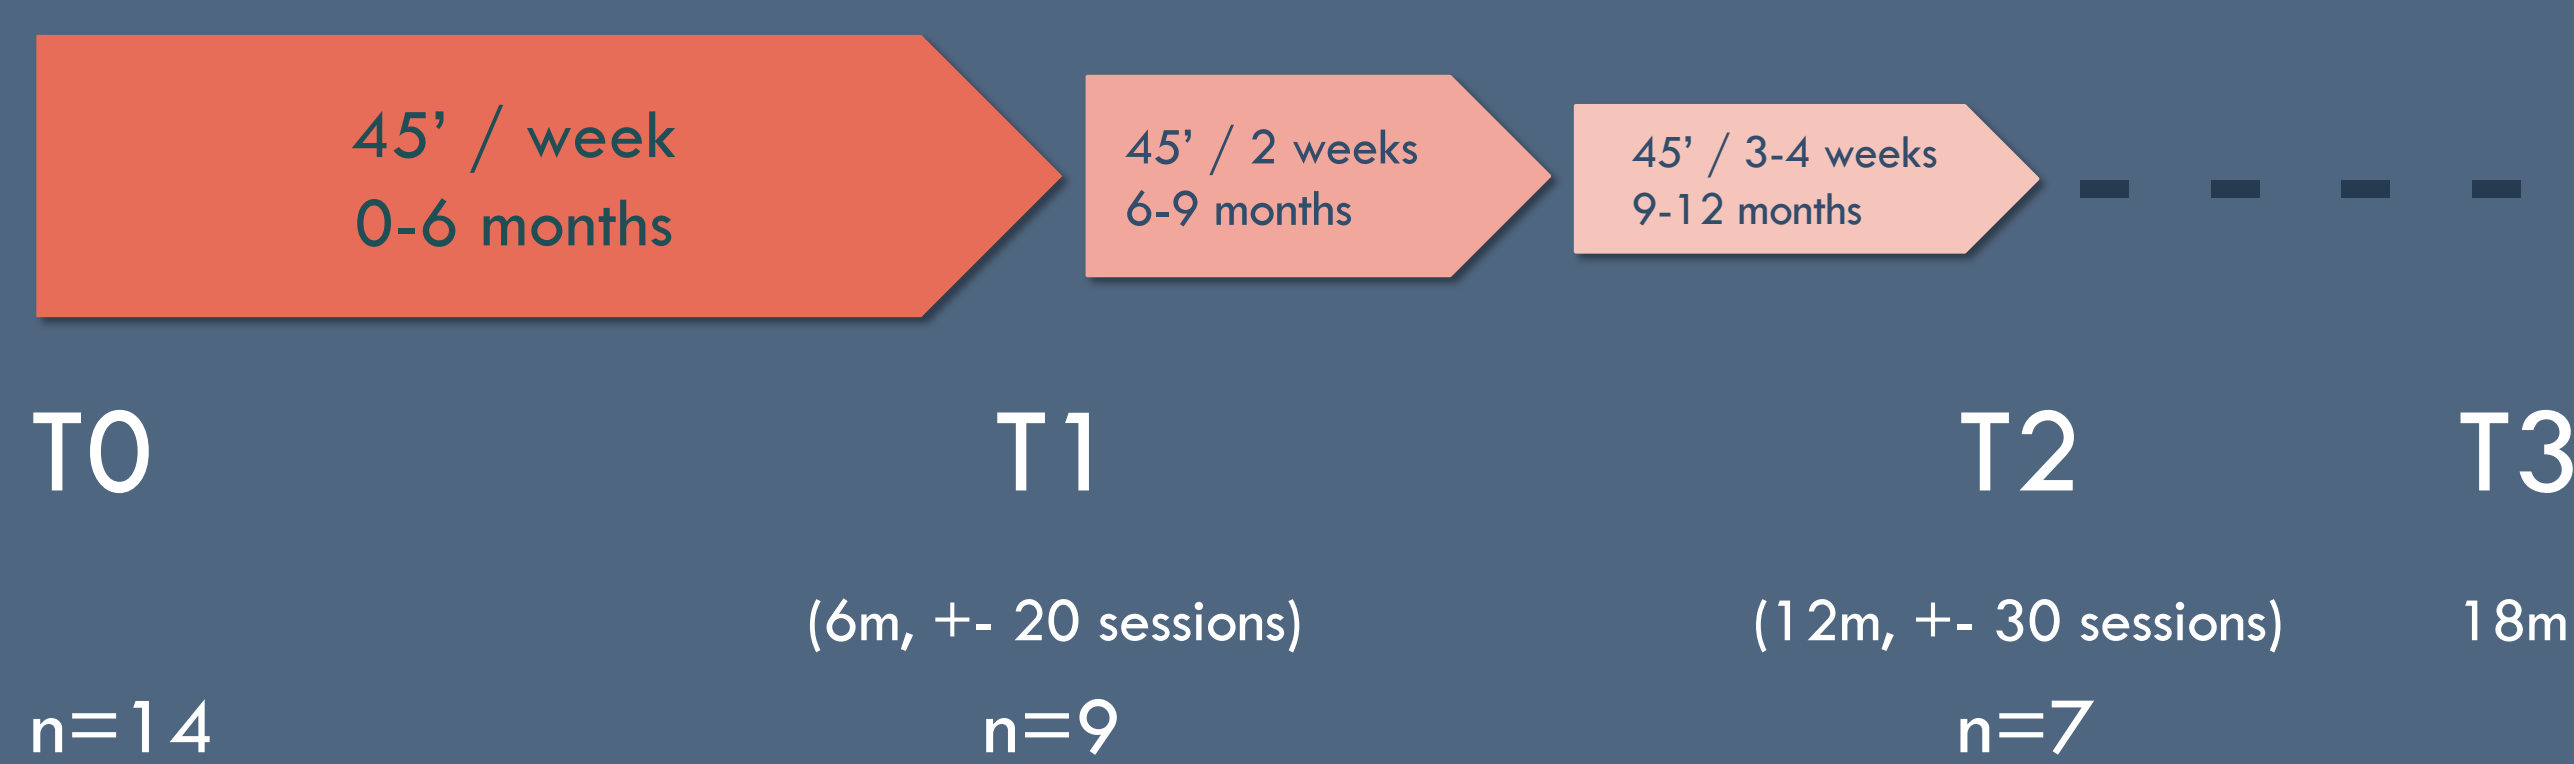 45’ / week
0-6 months
45’ / 2 weeks
6-9 months
45’ / 3-4 weeks
9-12 months
T0
T1
T2
T3
(6m, +- 20 sessions)
(12m, +- 30 sessions)
18m
n=14
n=9
n=7